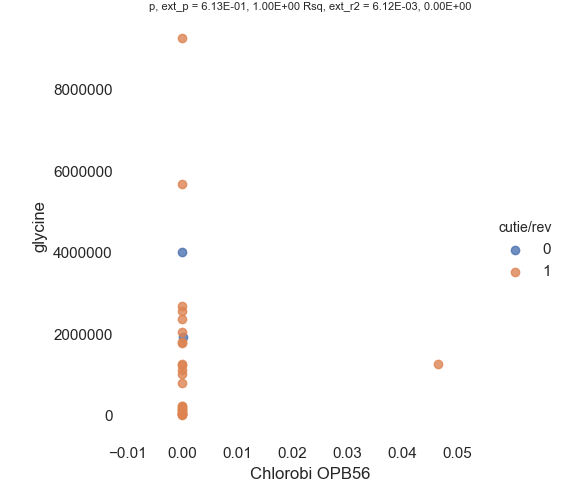 p, ext_p = 6.13E-01, 1.00E+00 Rsq, ext_r2 = 6.12E-03, 0.00E+00
8000000
6000000
4000000
2000000
0
glycine
cutie/rev
0
1
−0.01 0.00 0.01 0.02 0.03 0.04 0.05
Chlorobi OPB56